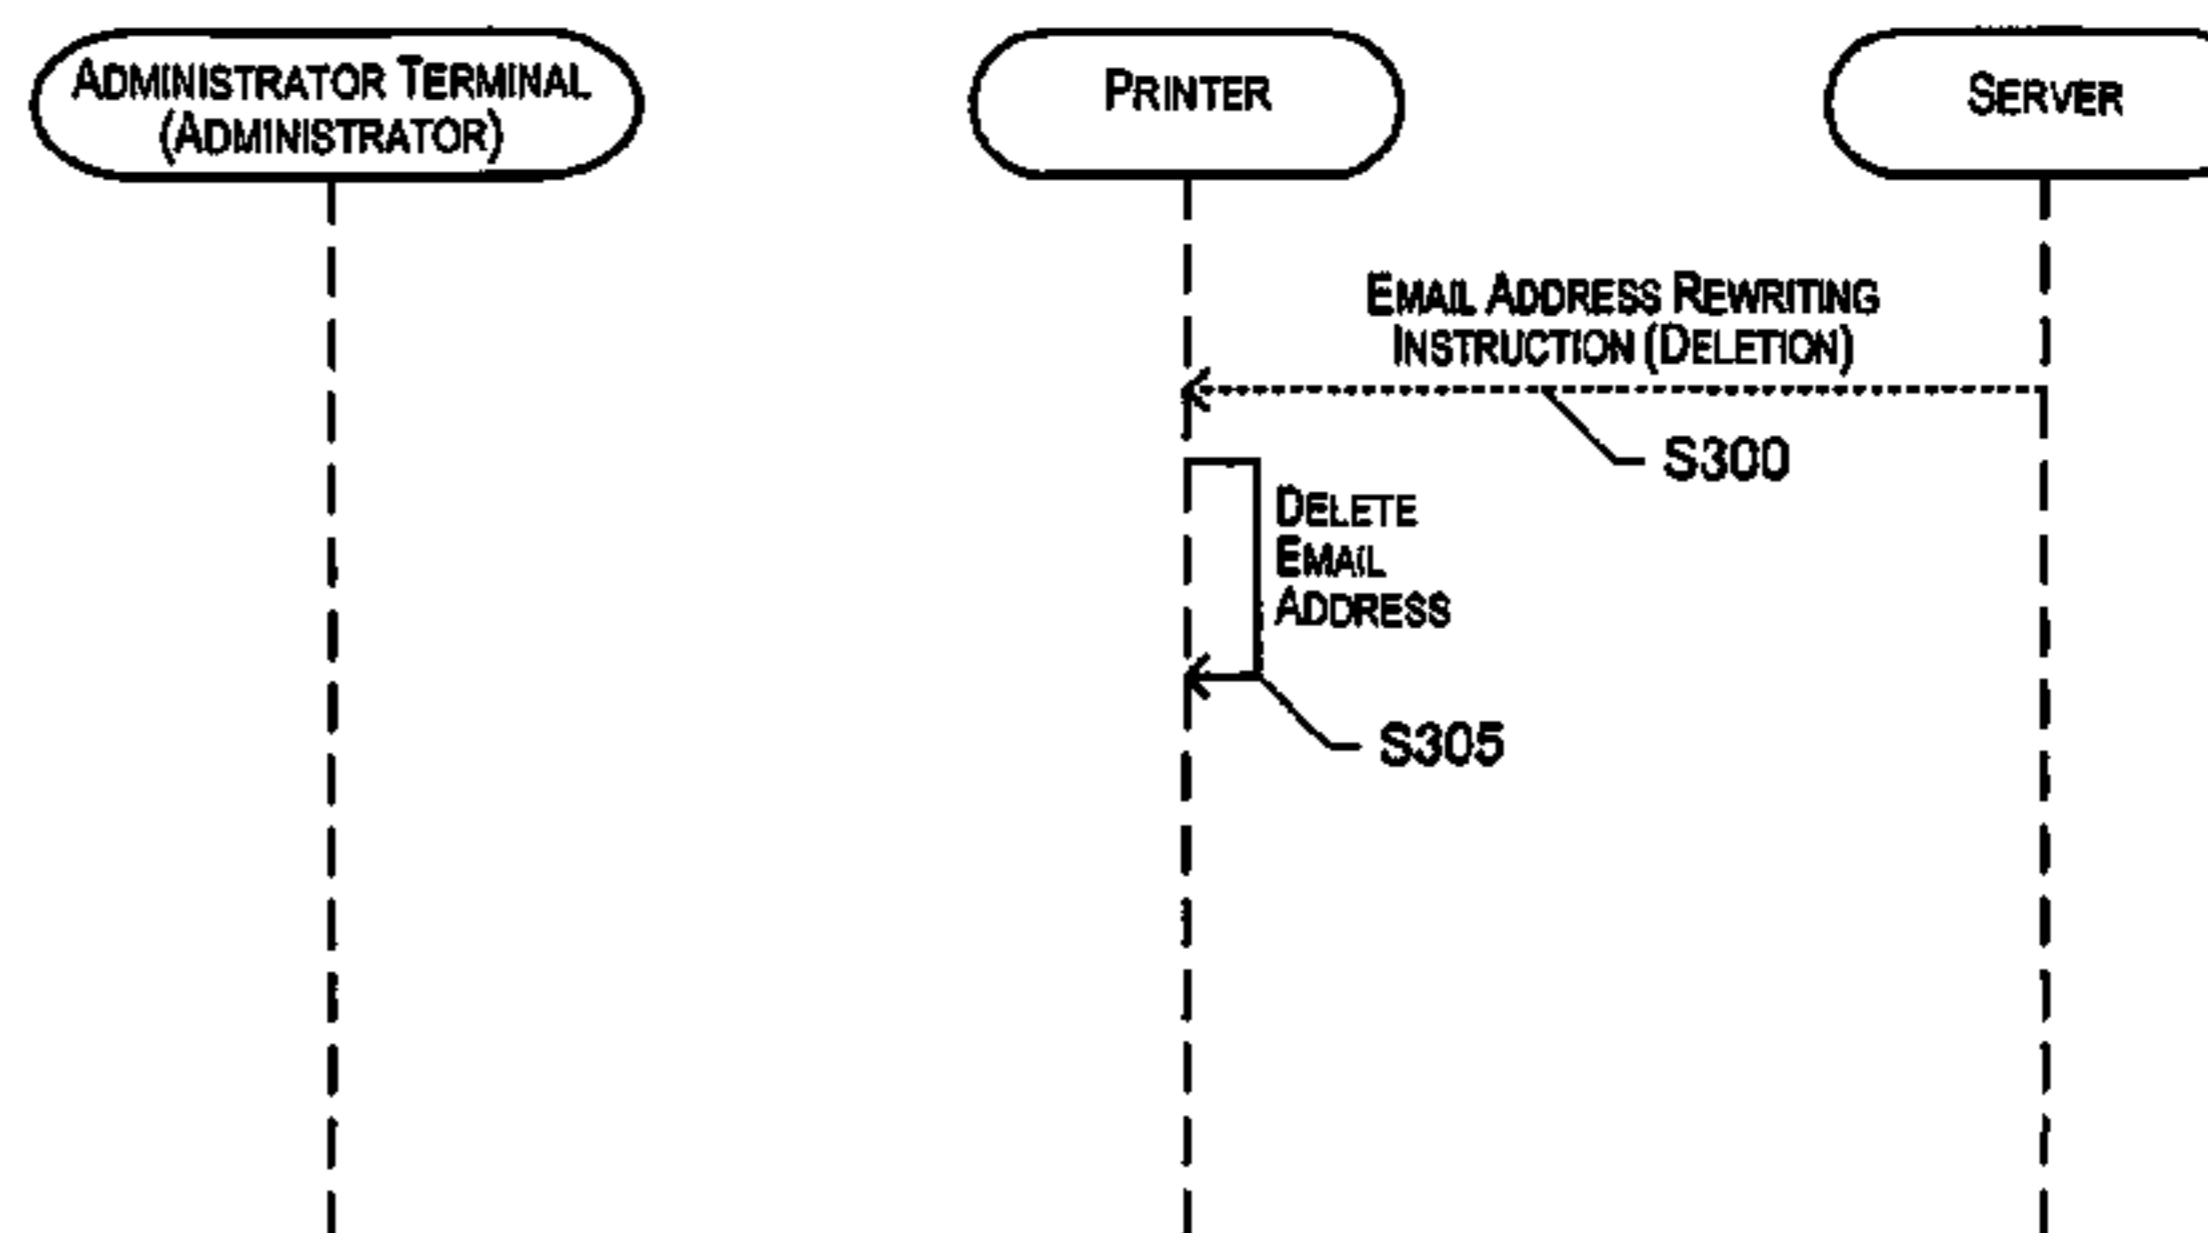 ADMINISTRATOR TERMINAL
(ADMINISTRATOR)
PRINTER
SERVER
EMAIL ADDRESS REWRITING
INSTRUCTION (DELETION)
S300
DELETE
EMAIL
ADDRESS
S305